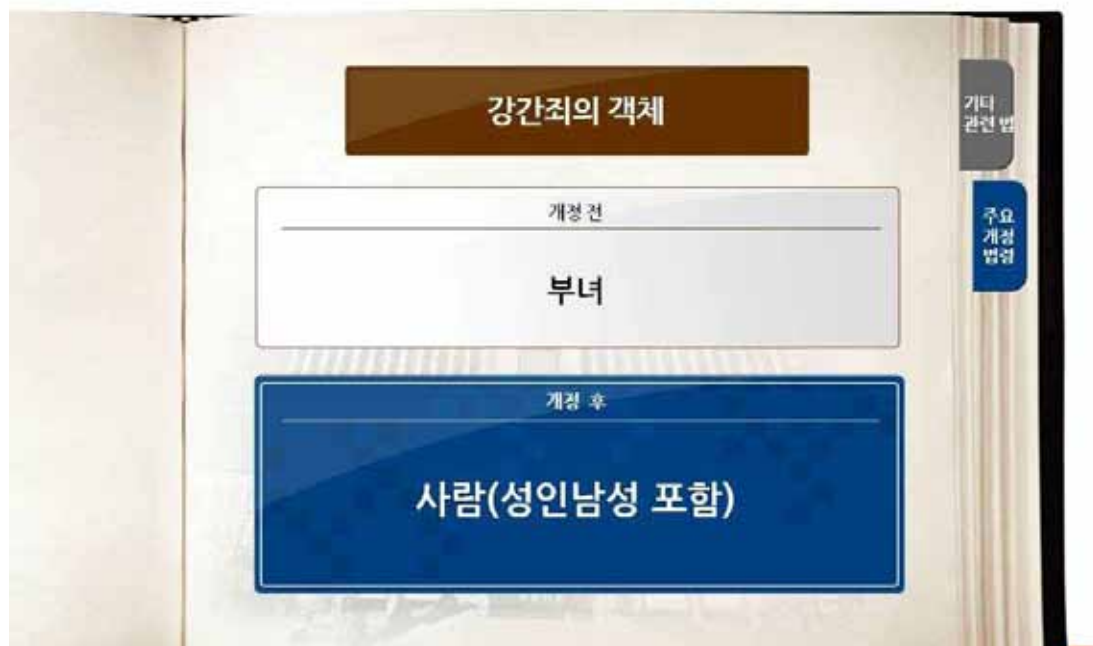 강간죄의 객체
개정 전
부녀
개정 후
사람(성인남성 포함)
기타
관련 법
주요
개정
법령